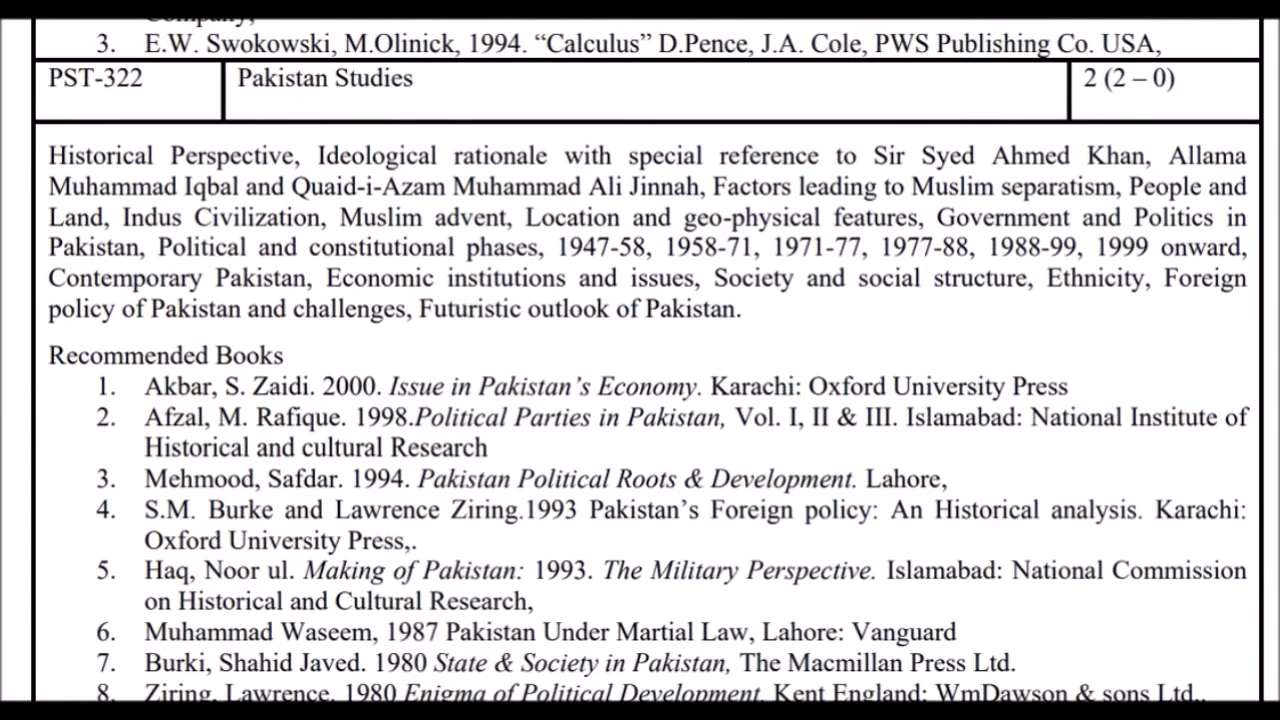 Company,
3. E.W. Swokowski, M.Olinick, 1994. “Calculus” D.Pence, J.A. Cole, PWS Publishing Co. USA,
PST-322 Pakistan Studies 2 (2 – 0)
Historical Perspective, Ideological rationale with special reference to Sir Syed Ahmed Khan, Allama
Muhammad Iqbal and Quaid-i-Azam Muhammad Ali Jinnah, Factors leading to Muslim separatism, People and
Land, Indus Civilization, Muslim advent, Location and geo-physical features, Government and Politics in
Pakistan, Political and constitutional phases, 1947-58, 1958-71, 1971-77, 1977-88, 1988-99, 1999 onward,
Contemporary Pakistan, Economic institutions and issues, Society and social structure, Ethnicity, Foreign
policy of Pakistan and challenges, Futuristic outlook of Pakistan.
Recommended Books
1. Akbar, S. Zaidi. 2000. Issue in Pakistan’s Economy. Karachi: Oxford University Press
2. Afzal, M. Rafique. 1998.Political Parties in Pakistan, Vol. I, II & III. Islamabad: National Institute of
Historical and cultural Research
3. Mehmood, Safdar. 1994. Pakistan Political Roots & Development. Lahore,
4. S.M. Burke and Lawrence Ziring.1993 Pakistan’s Foreign policy: An Historical analysis. Karachi:
Oxford University Press,.
5. Haq, Noor ul. Making of Pakistan: 1993. The Military Perspective. Islamabad: National Commission
on Historical and Cultural Research,
6. Muhammad Waseem, 1987 Pakistan Under Martial Law, Lahore: Vanguard
7. Burki, Shahid Javed. 1980 State & Society in Pakistan, The Macmillan Press Ltd.
8. Ziring, Lawrence. 1980 Enigma of Political Development. Kent England: WmDawson & sons Ltd..